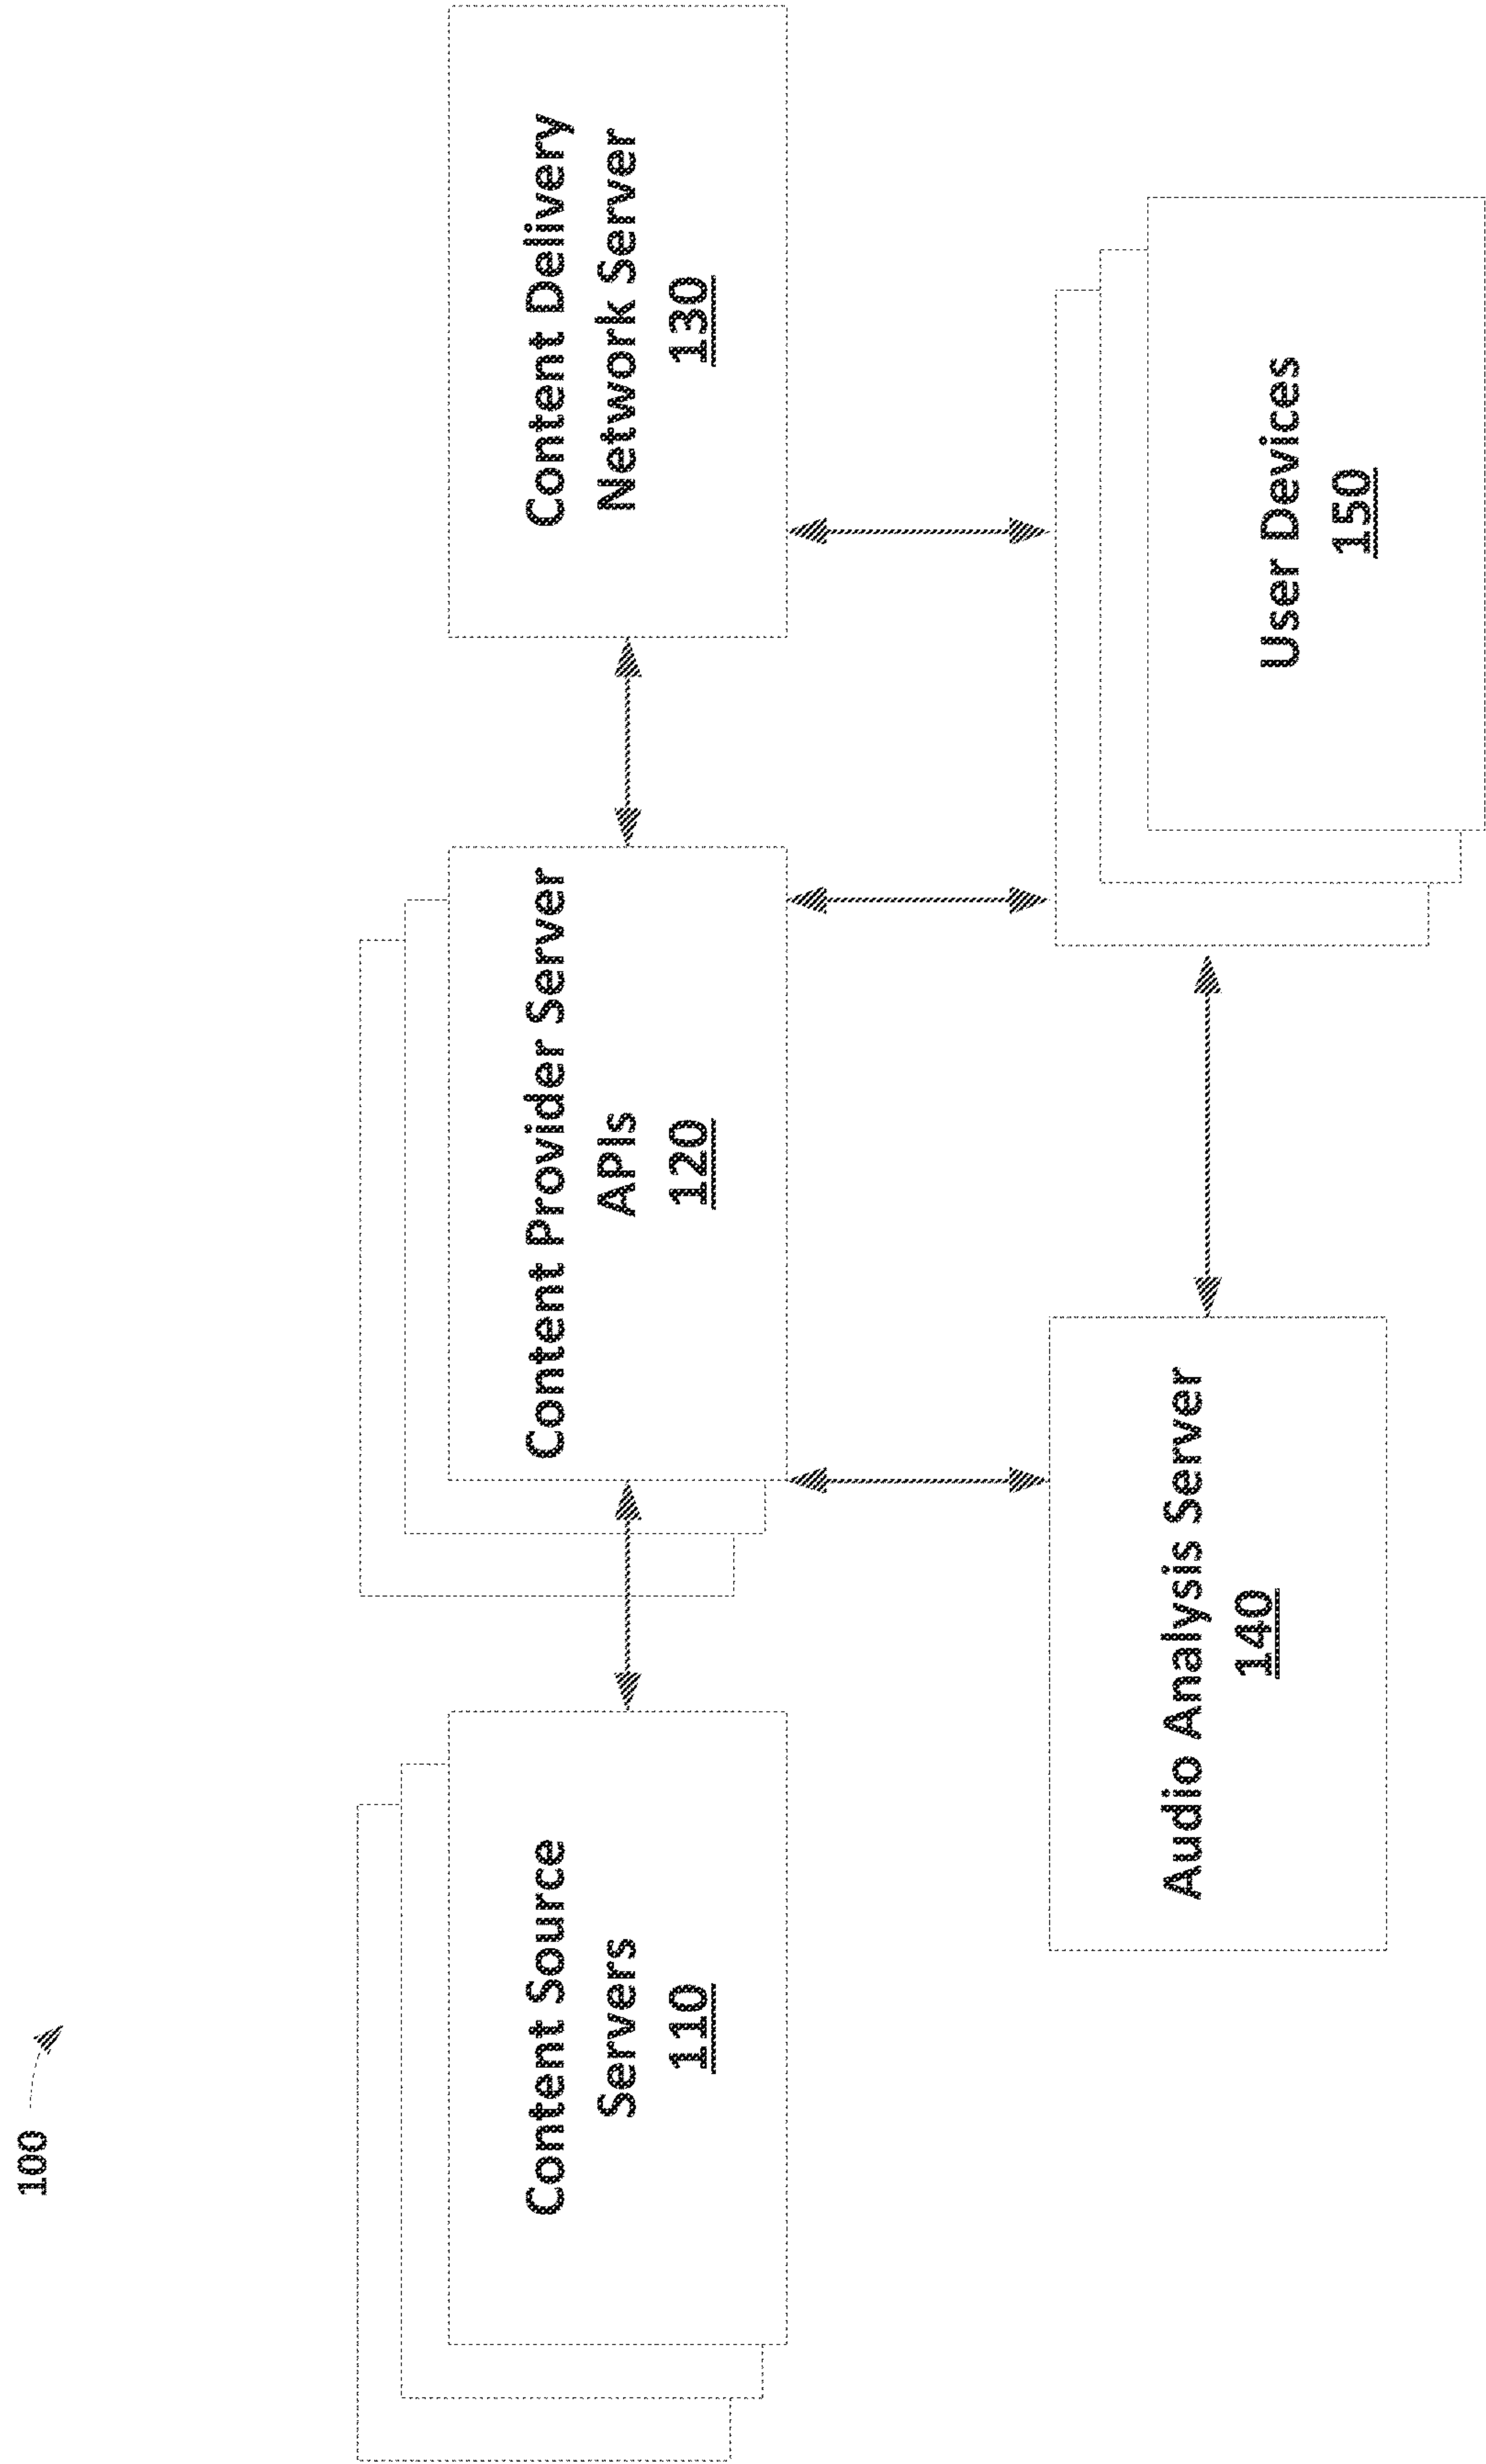 100
Content Source
Servers
110
Content Provider Server
APIs
120
Content Delivery
Network Server
130
Audio Analysis Server
140
User Devices
150